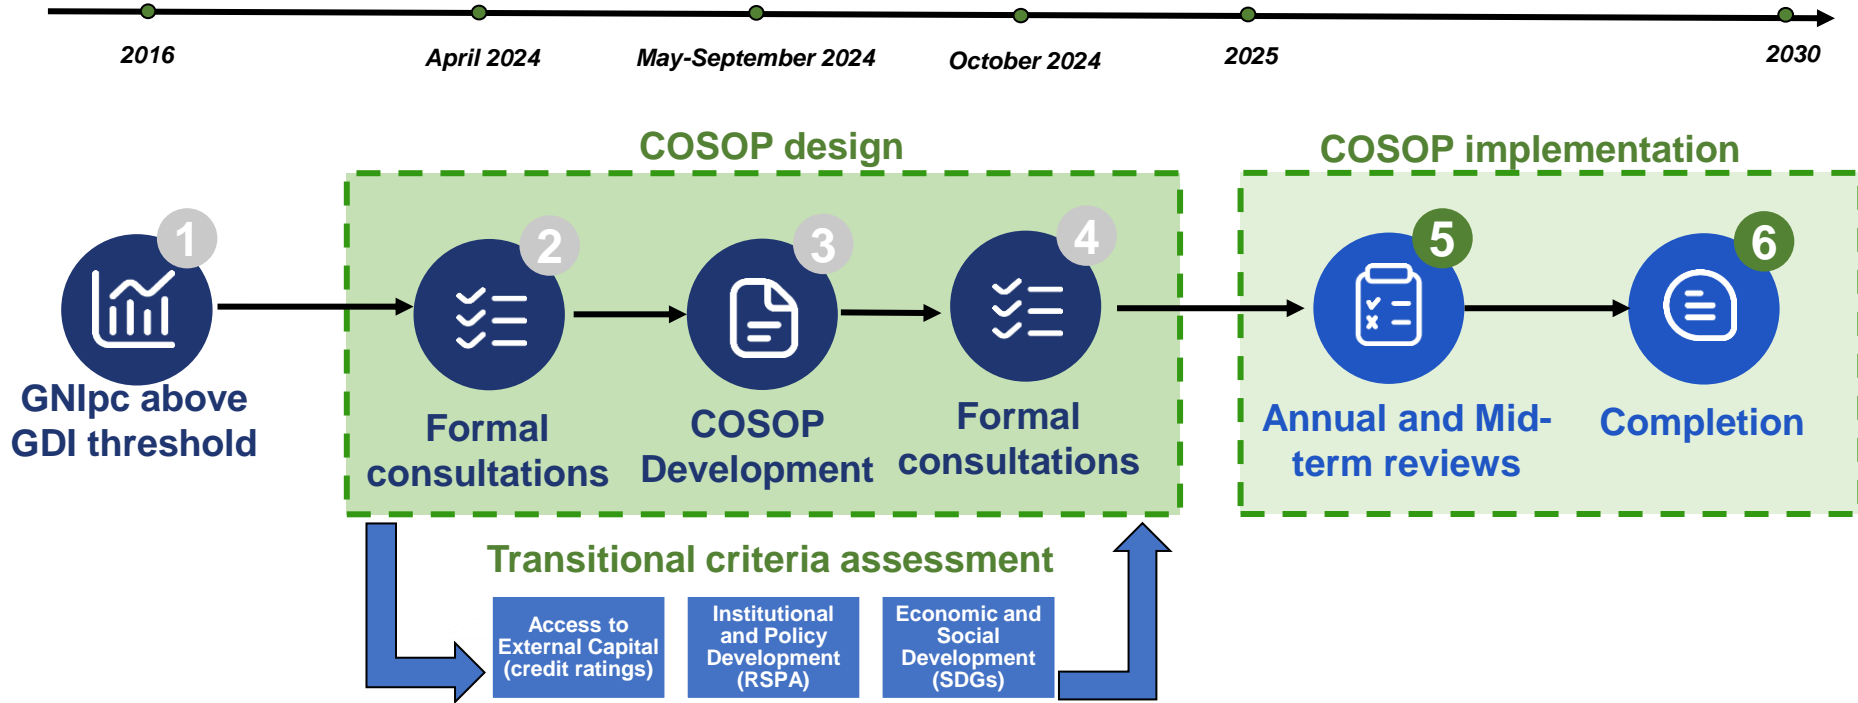 2016
April 2024
May-September 2024
October 2024
2025
2030
COSOP design
COSOP implementation
1
2
3
4
5
6
GNIpc above
GDI threshold
Formal
consultations
COSOP
Development
Formal
consultations
Annual and Mid-
term reviews
Completion
Transitional criteria assessment
Access to
External Capital
(credit ratings)
Institutional
and Policy
Development
(RSPA)
Economic and
Social
Development
(SDGs)